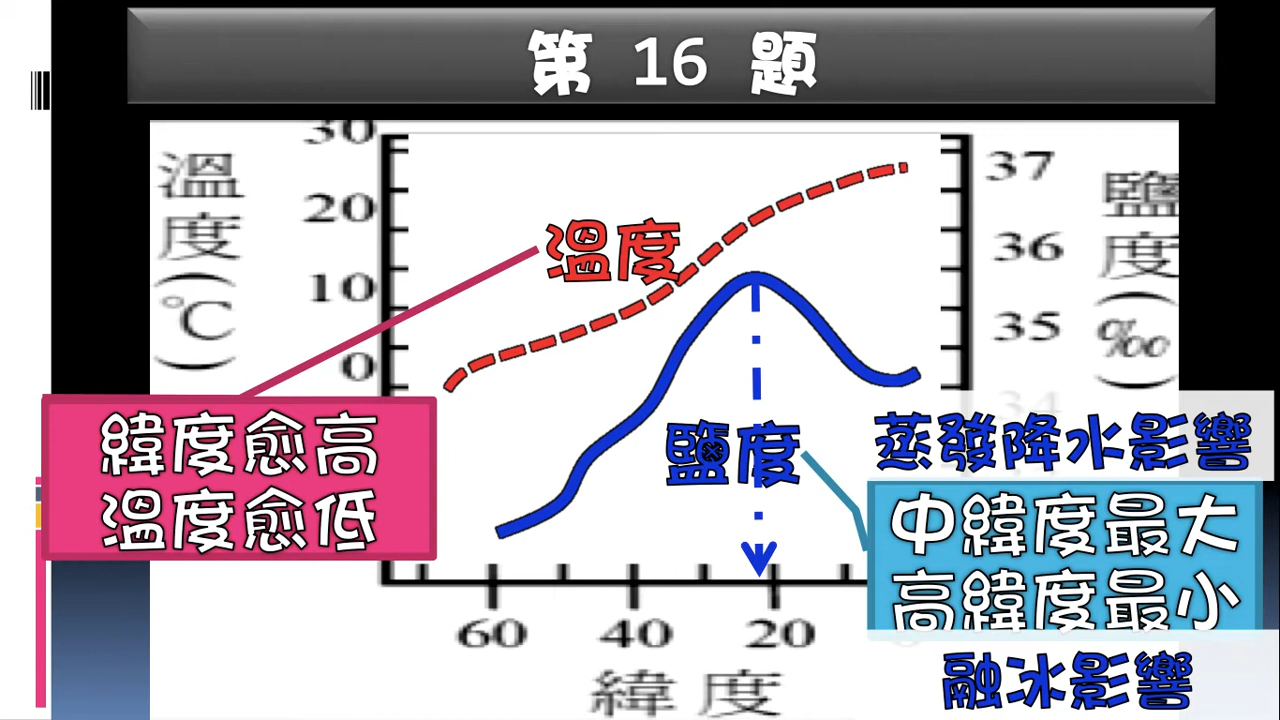 第 16 題
溫度(℃)
30
20
10
0
溫度
37
36
35
34
鹽度(‰)
緯度愈高
溫度愈低
鹽度
蒸發降水影響
中緯度最大
高緯度最小
融冰影響
60 40 20
緯度